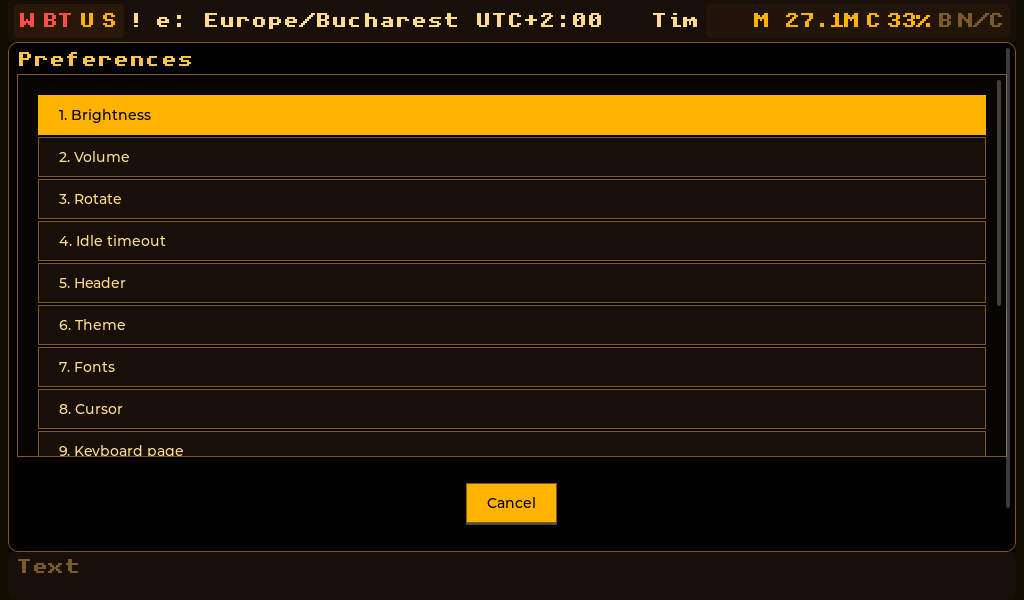 W BT U S ! e: Europe/Bucharest UTC+2:00 Tim M 27.1M C 33% B N/C
Preferences
1. Brightness
2. Volume
3. Rotate
4. Idle timeout
5. Header
6. Theme
7. Fonts
8. Cursor
9. Keyboard page
Cancel
Text